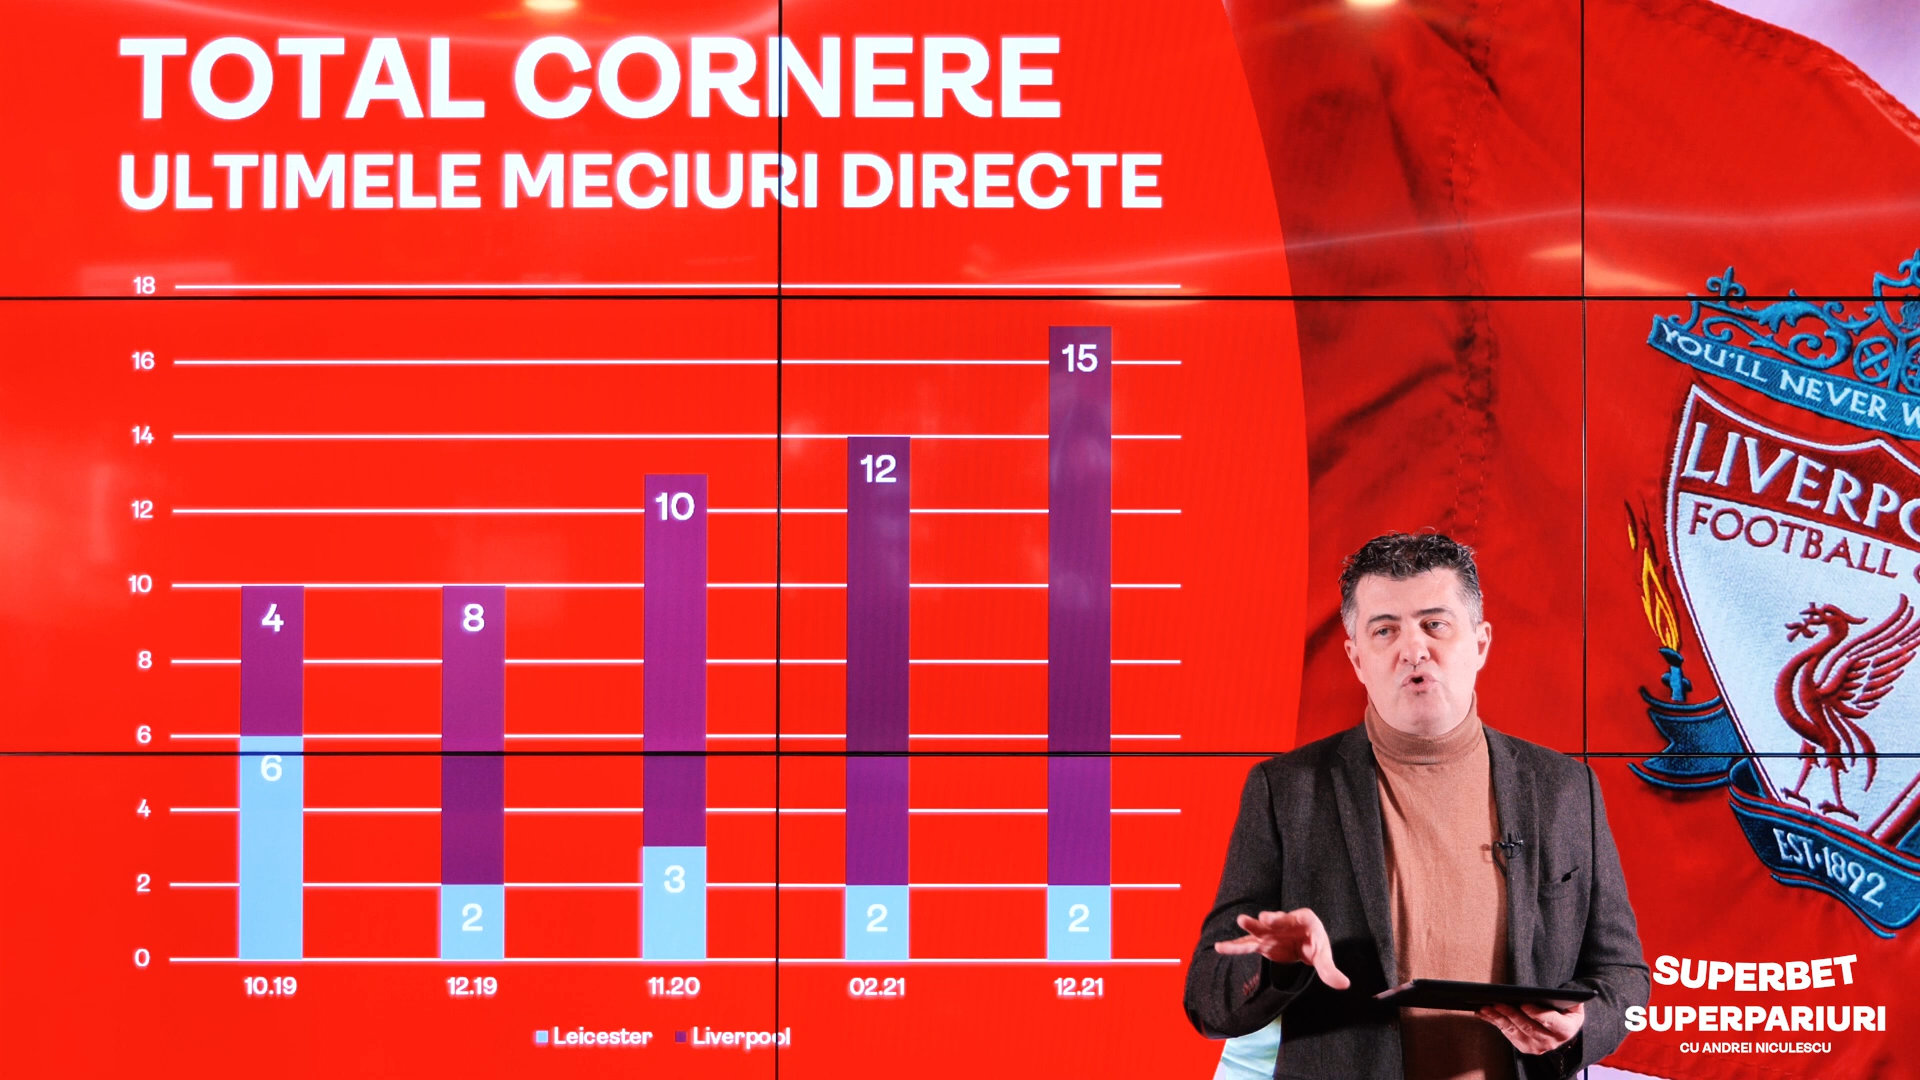 TOTAL CORNERE
ULTIMELE MECIURI DIRECTE
18
16
14
12
10
8
6
4
2
0
4
6
8
2
10
3
12
2
15
2
10.19 12.19 11.20 02.21 12.21
Leicester Liverpool
YOU'LL NEVER
LIVERPO
FOOTBALL
EST·1892
SUPERBET
SUPERPARIURI
CU ANDREI NICULESCU